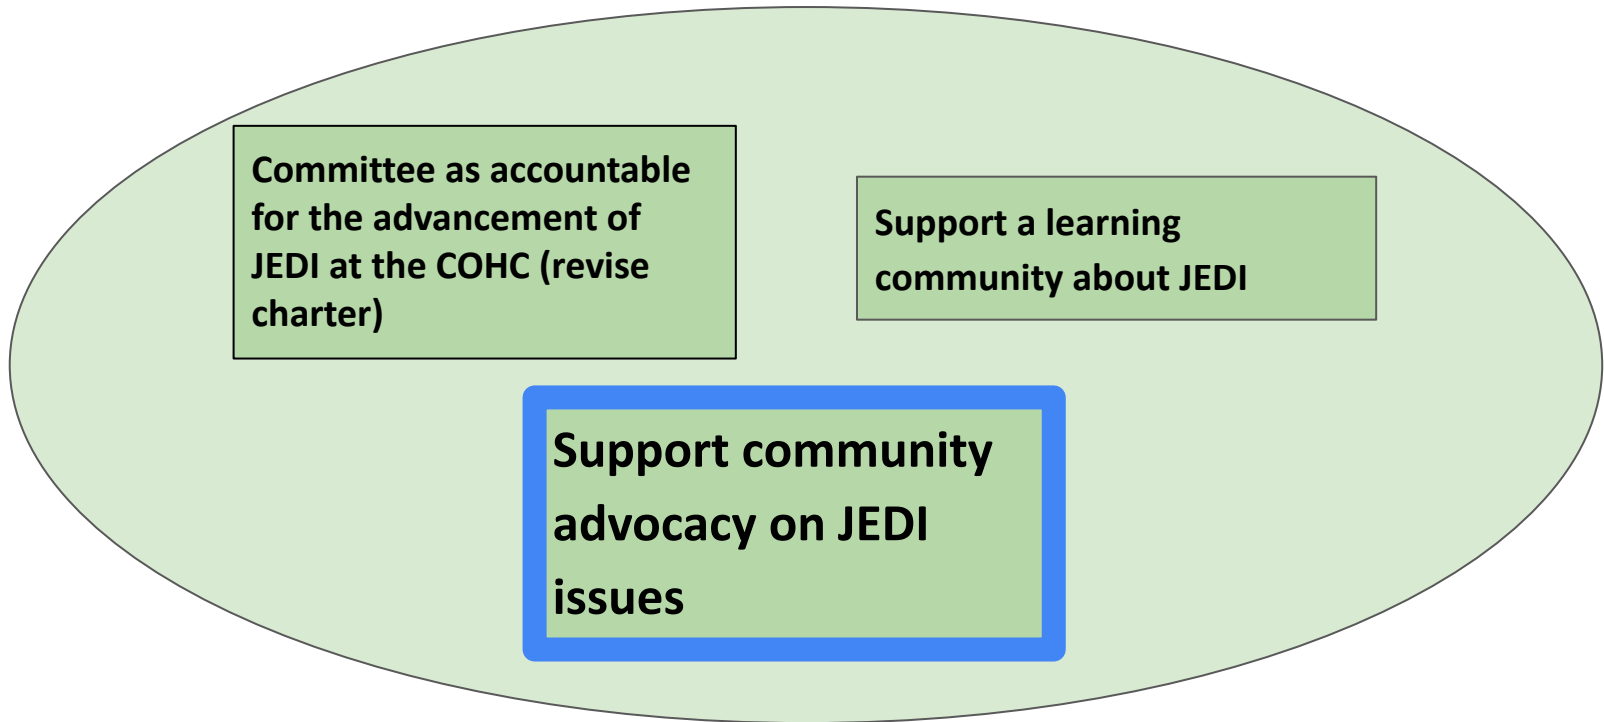 Committee as accountable
for the advancement of
JEDI at the COHC (revise
charter)
Support a learning
community about JEDI
Support community
advocacy on JEDI
issues